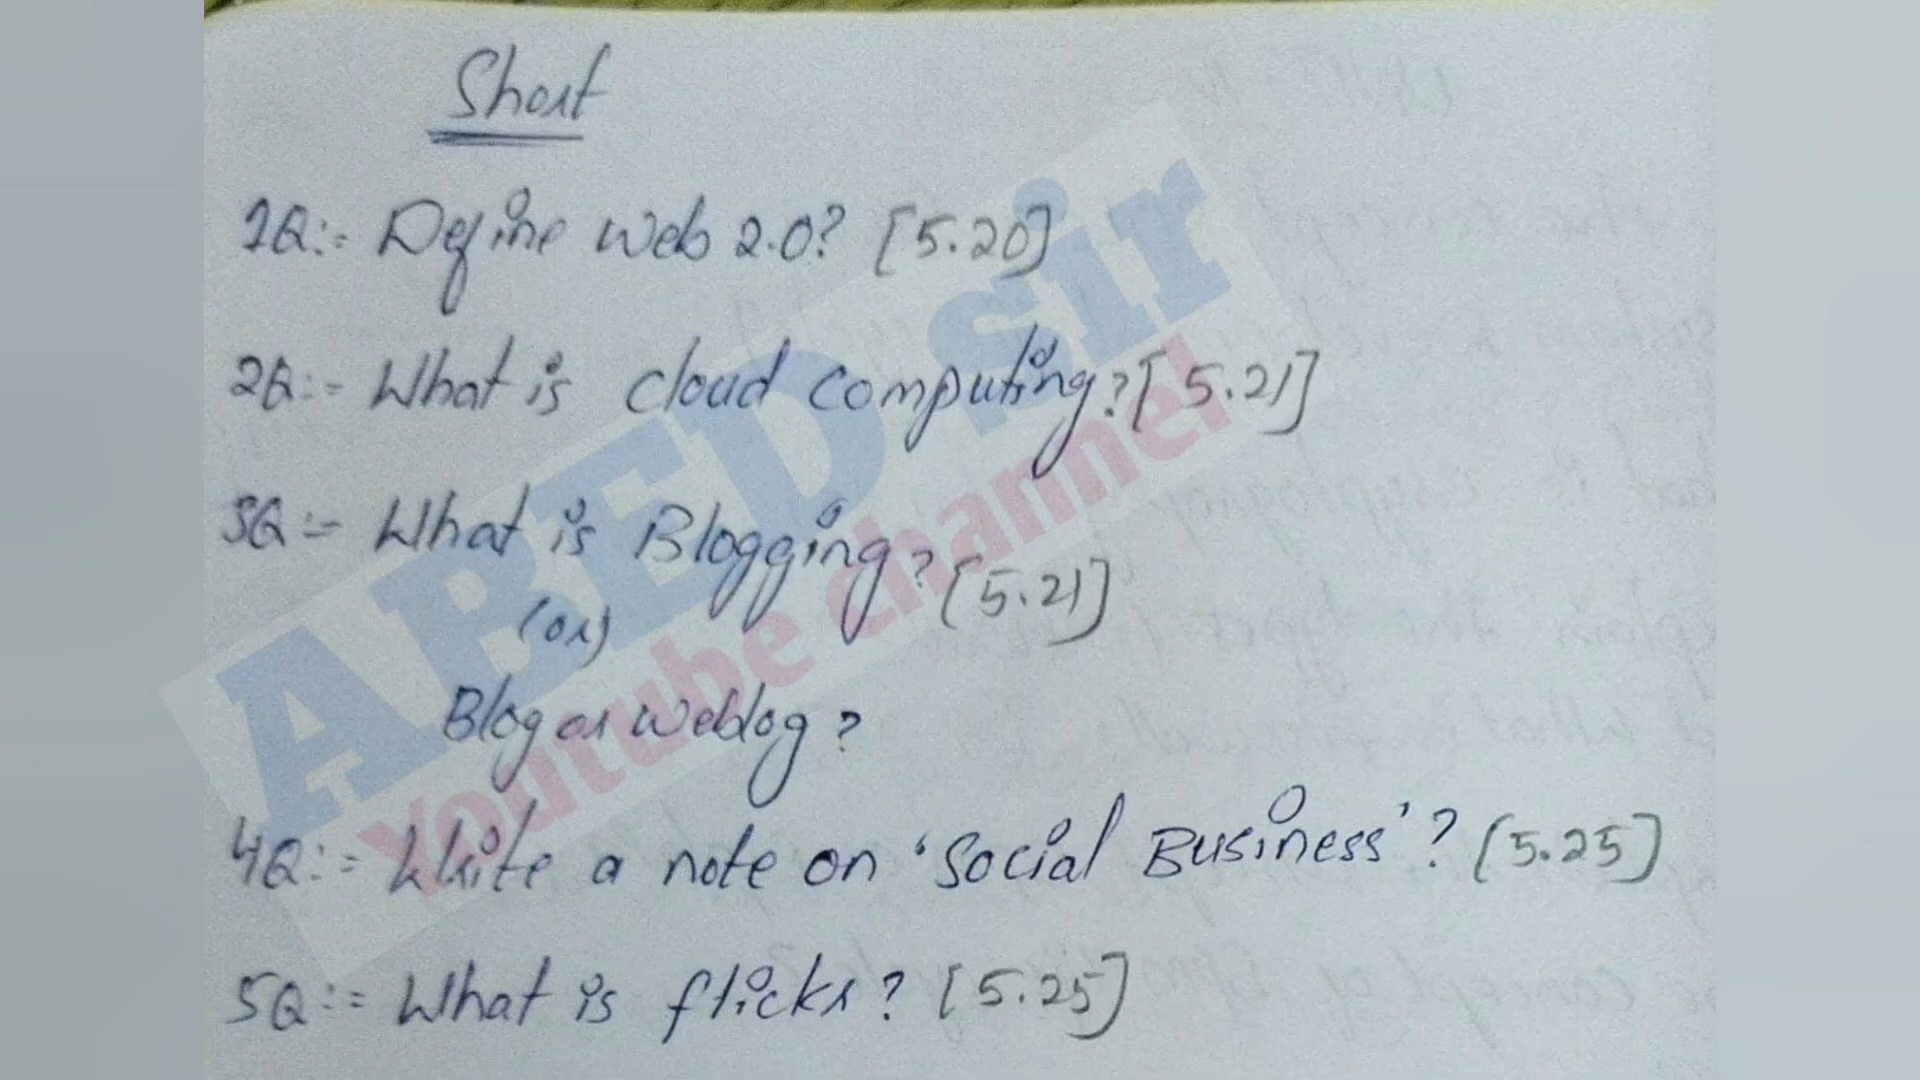 Short
1Q:- Define Web 2.0? [5.20]
2Q:- What is cloud computing? [5.21]
3Q:- What is Blogging? [5.21]
(or)
Blog or Weblog?
4Q:- Write a note on 'Social Business'? [5.25]
5Q:- What is flickr? [5.25]
ABED sir
Youtube channel